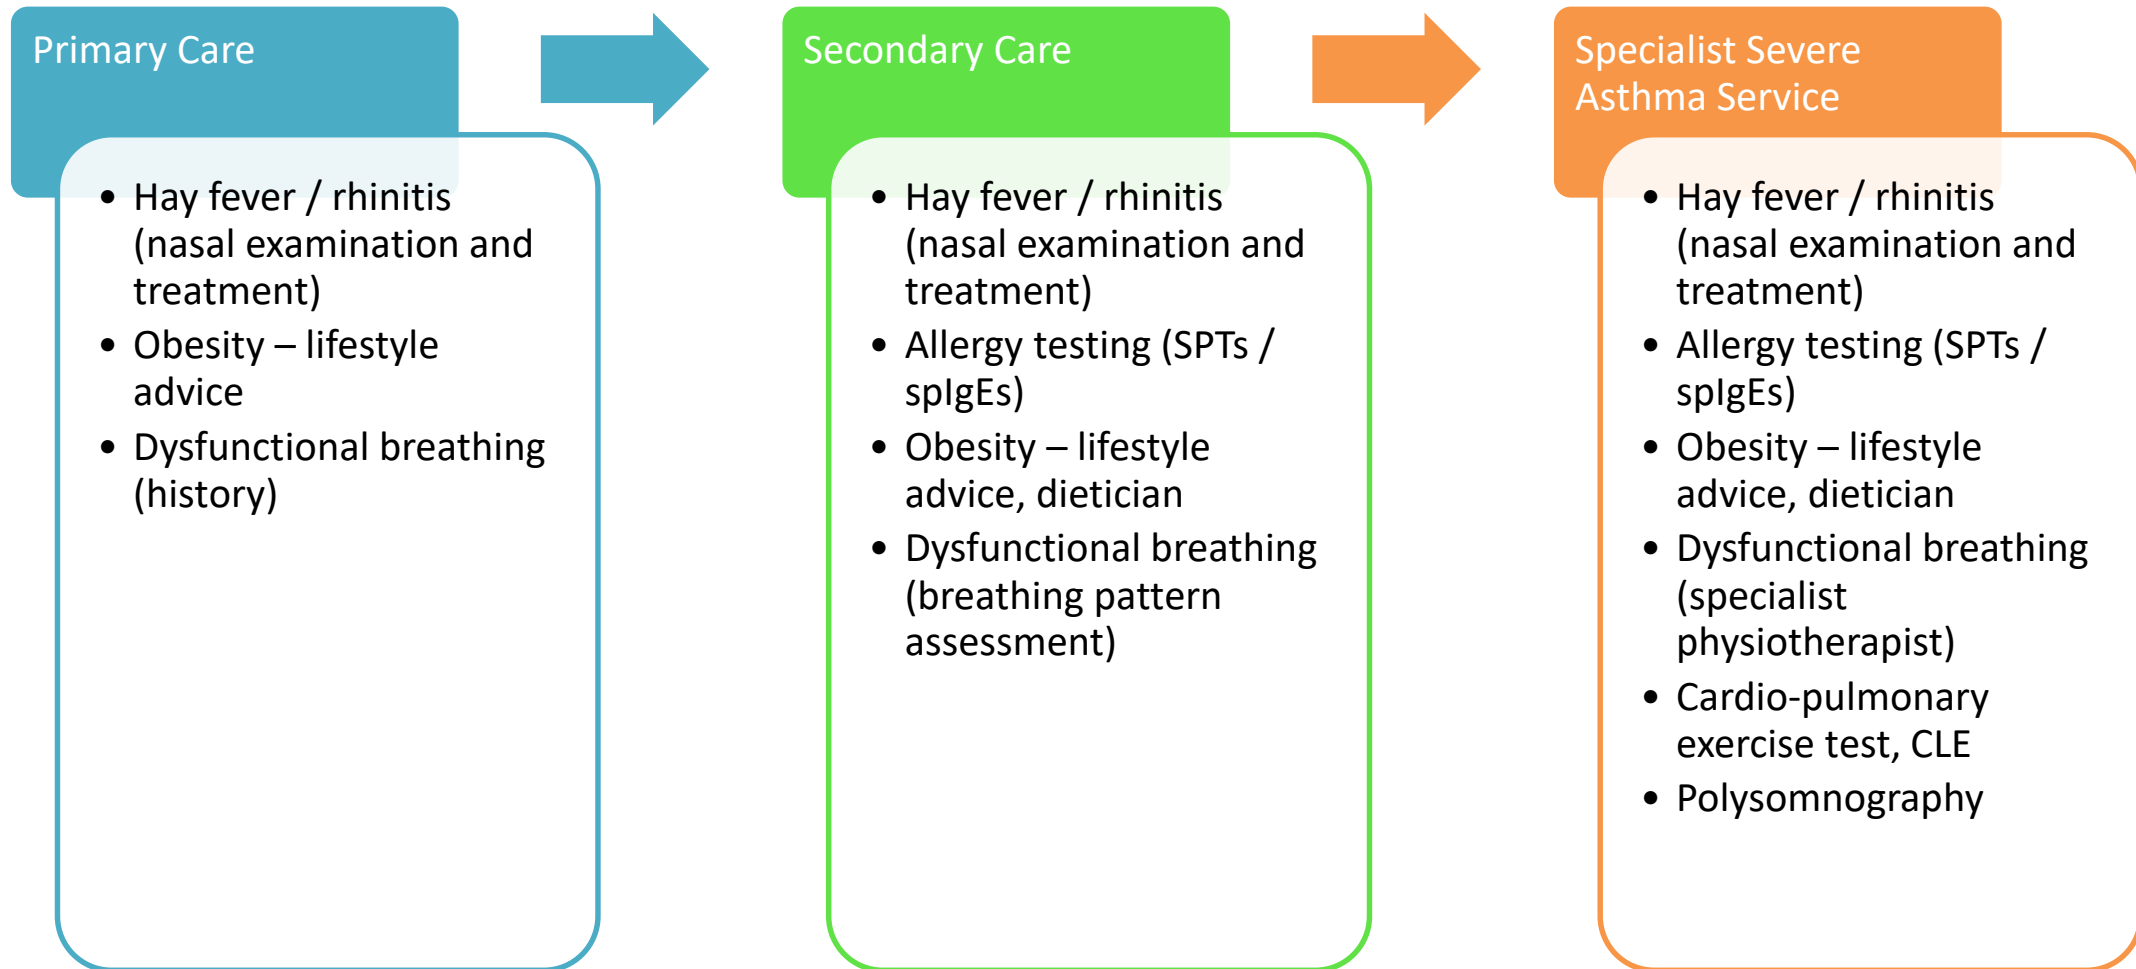 Primary Care
• Hay fever / rhinitis
(nasal examination and
treatment)
• Obesity – lifestyle
advice
• Dysfunctional breathing
(history)
Secondary Care
• Hay fever / rhinitis
(nasal examination and
treatment)
• Allergy testing (SPTs /
spIgEs)
• Obesity – lifestyle
advice, dietician
• Dysfunctional breathing
(breathing pattern
assessment)
Specialist Severe
Asthma Service
• Hay fever / rhinitis
(nasal examination and
treatment)
• Allergy testing (SPTs /
spIgEs)
• Obesity – lifestyle
advice, dietician
• Dysfunctional breathing
(specialist
physiotherapist)
• Cardio-pulmonary
exercise test, CLE
• Polysomnography